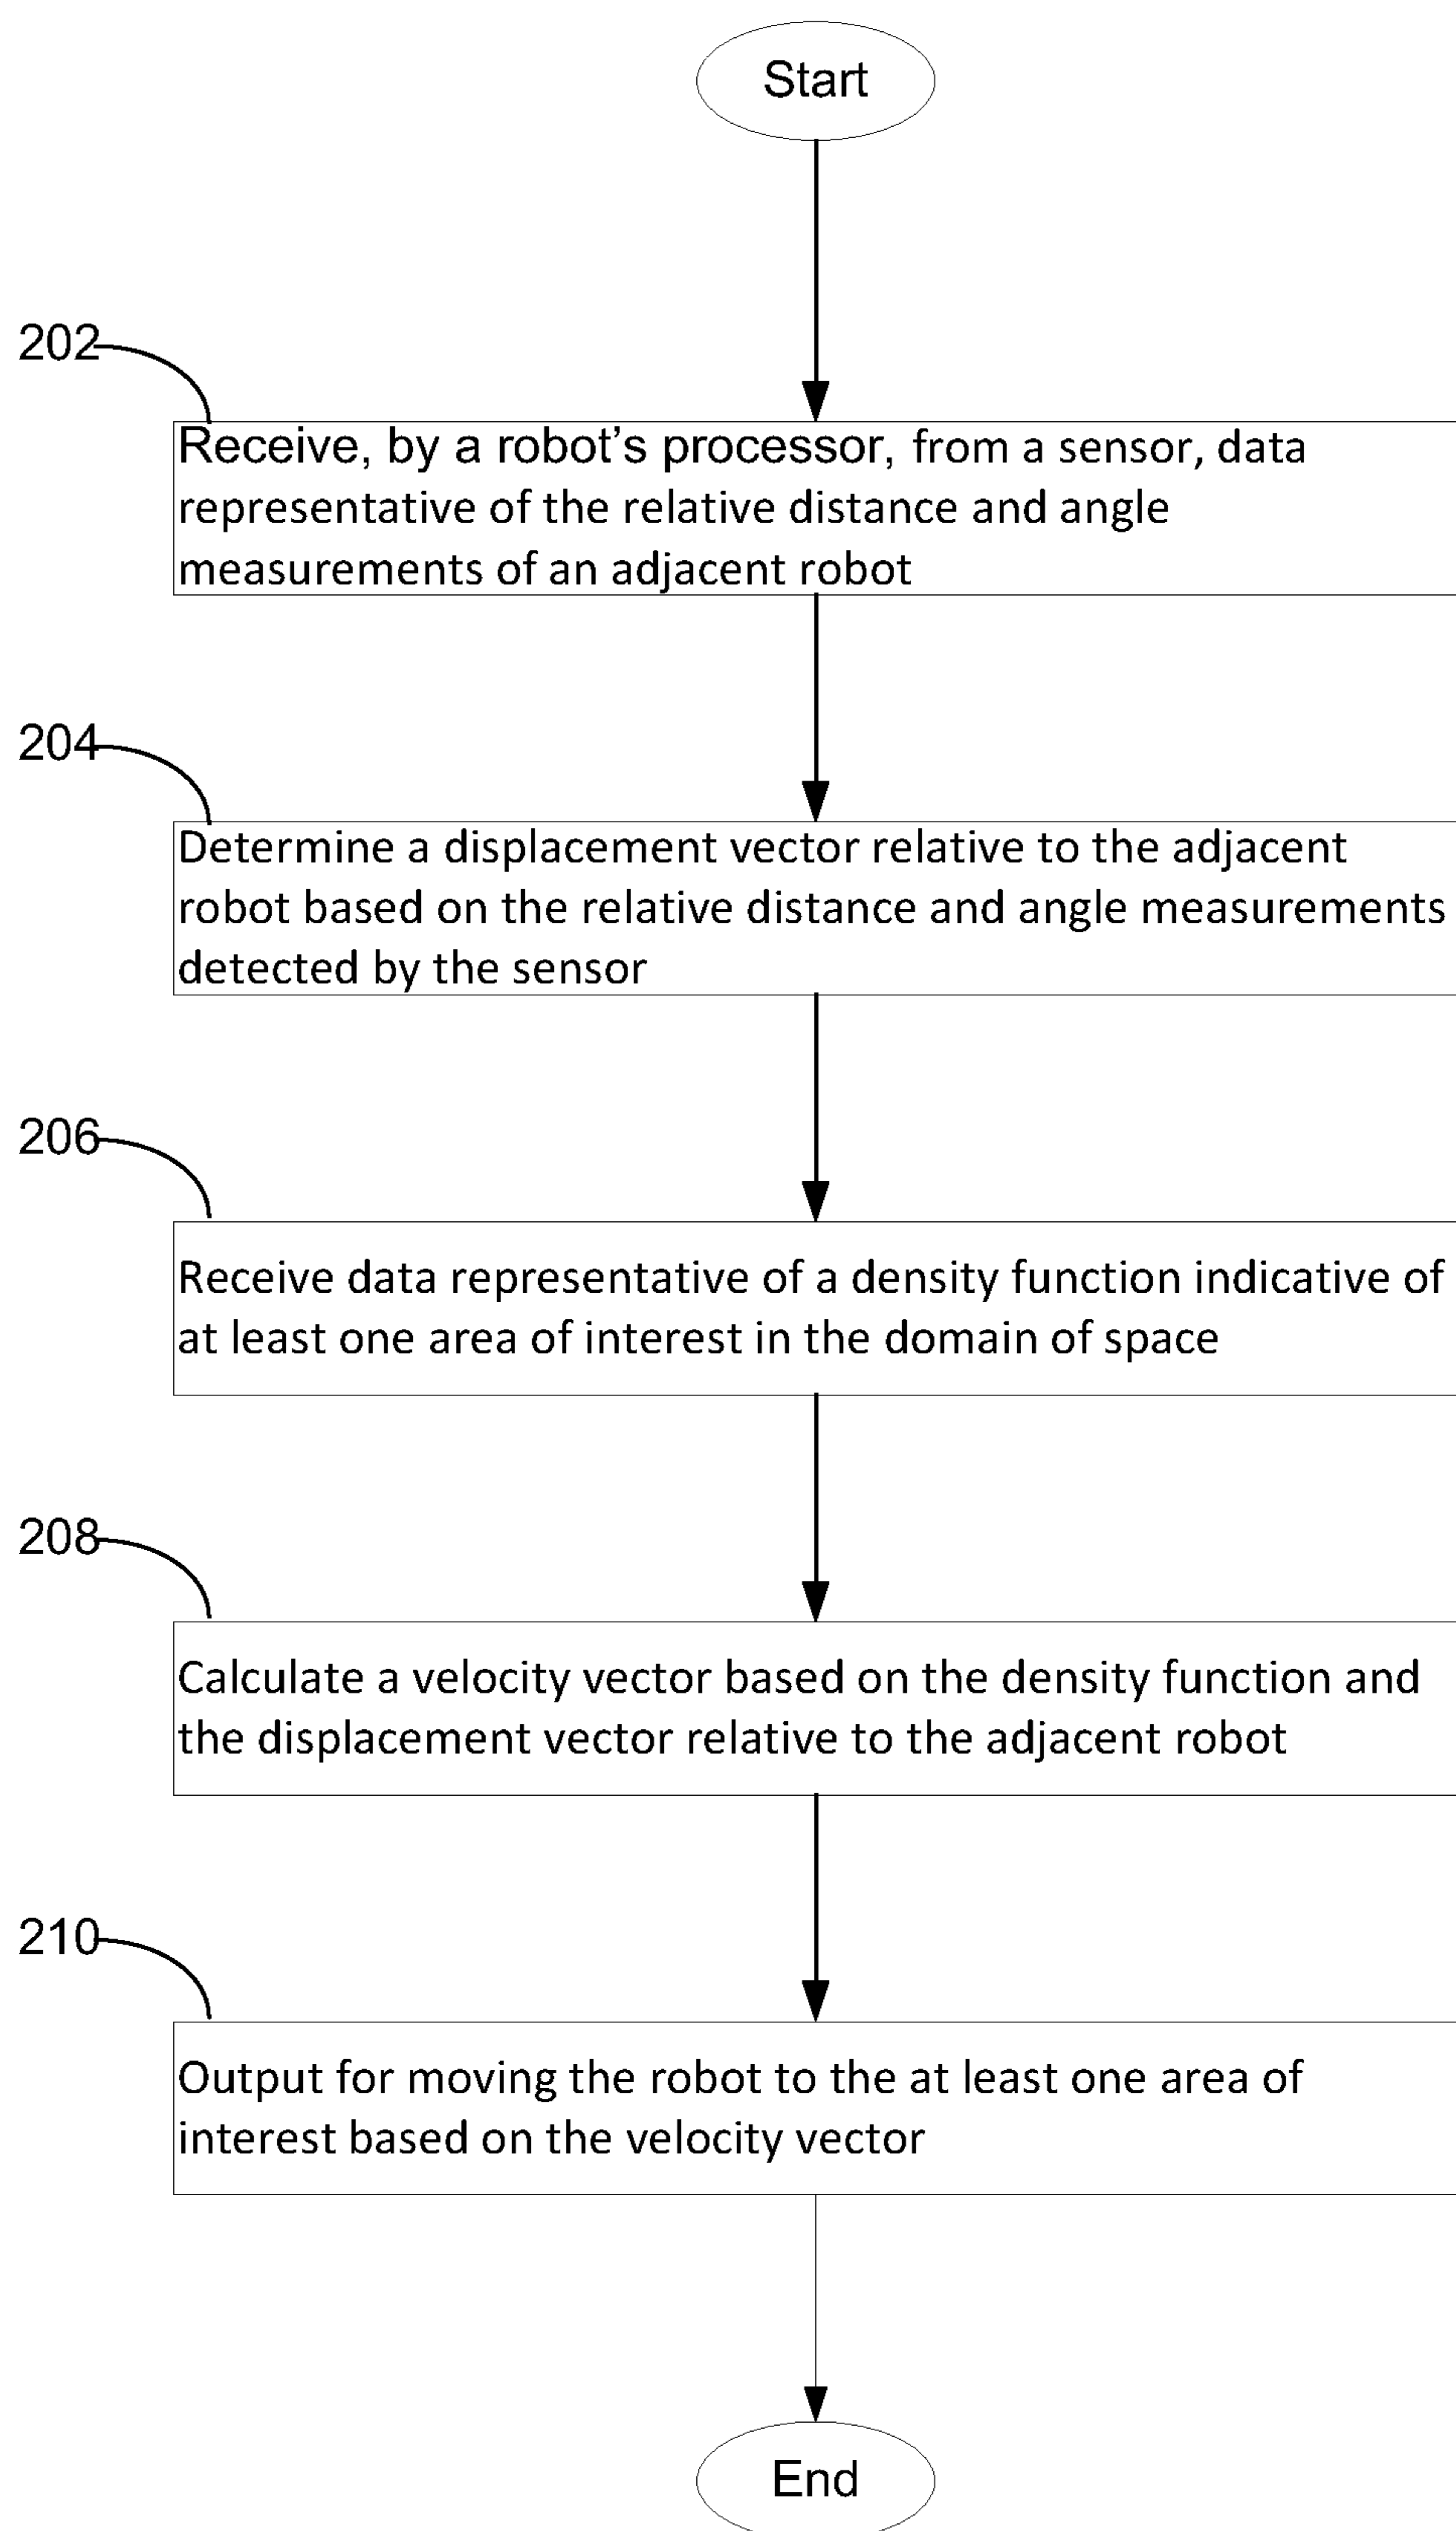 Start
202
Receive, by a robot’s processor, from a sensor, data
representative of the relative distance and angle
measurements of an adjacent robot
204
Determine a displacement vector relative to the adjacent
robot based on the relative distance and angle measurements
detected by the sensor
206
Receive data representative of a density function indicative of
at least one area of interest in the domain of space
208
Calculate a velocity vector based on the density function and
the displacement vector relative to the adjacent robot
210
Output for moving the robot to the at least one area of
interest based on the velocity vector
End